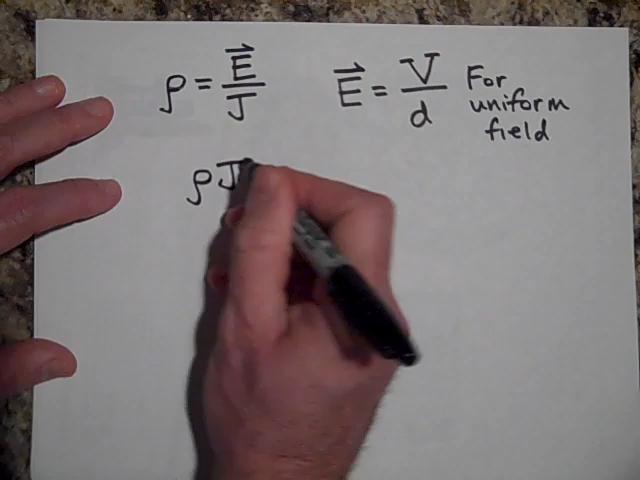 ρ = E⃗ / J
E⃗ = V / d For uniform field
ρJ